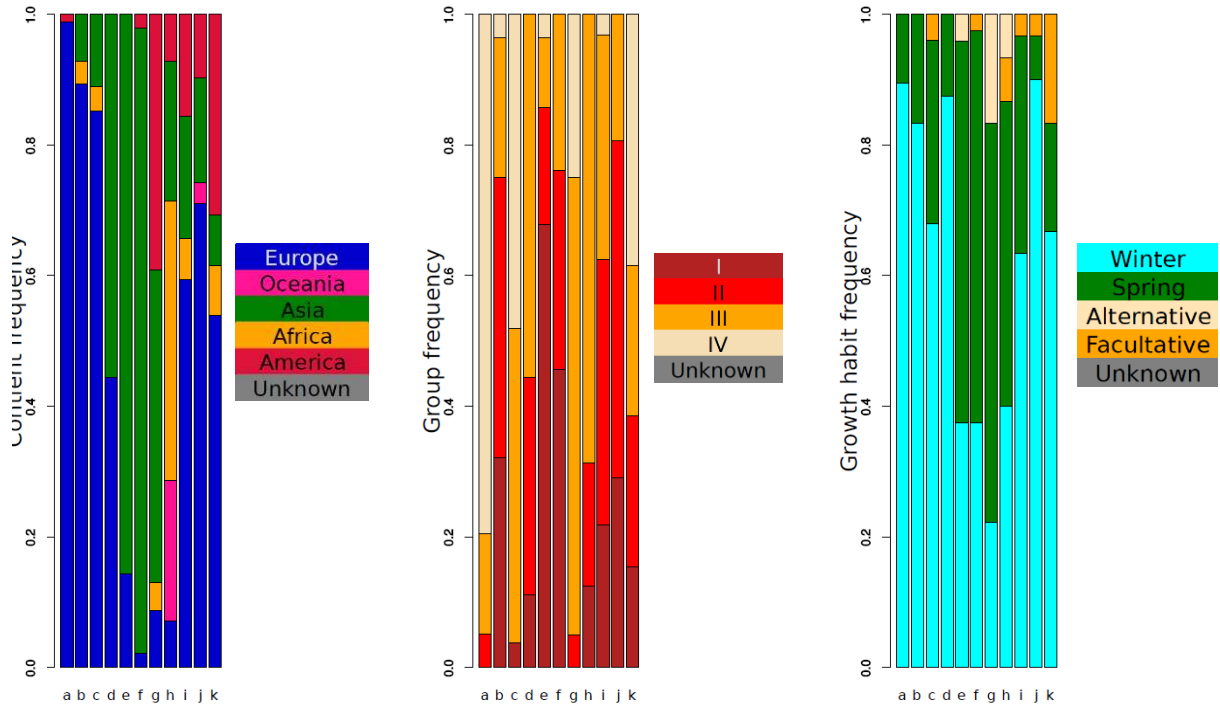 Continent frequency
1.0
0.8
0.6
0.4
0.2
0.0
a b c d e f g h i j k
Europe
Oceania
Asia
Africa
America
Unknown
Group frequency
1.0
0.8
0.6
0.4
0.2
0.0
a b c d e f g h i j k
I
II
III
IV
Unknown
Growth habit frequency
1.0
0.8
0.6
0.4
0.2
0.0
a b c d e f g h i j k
Winter
Spring
Alternative
Facultative
Unknown